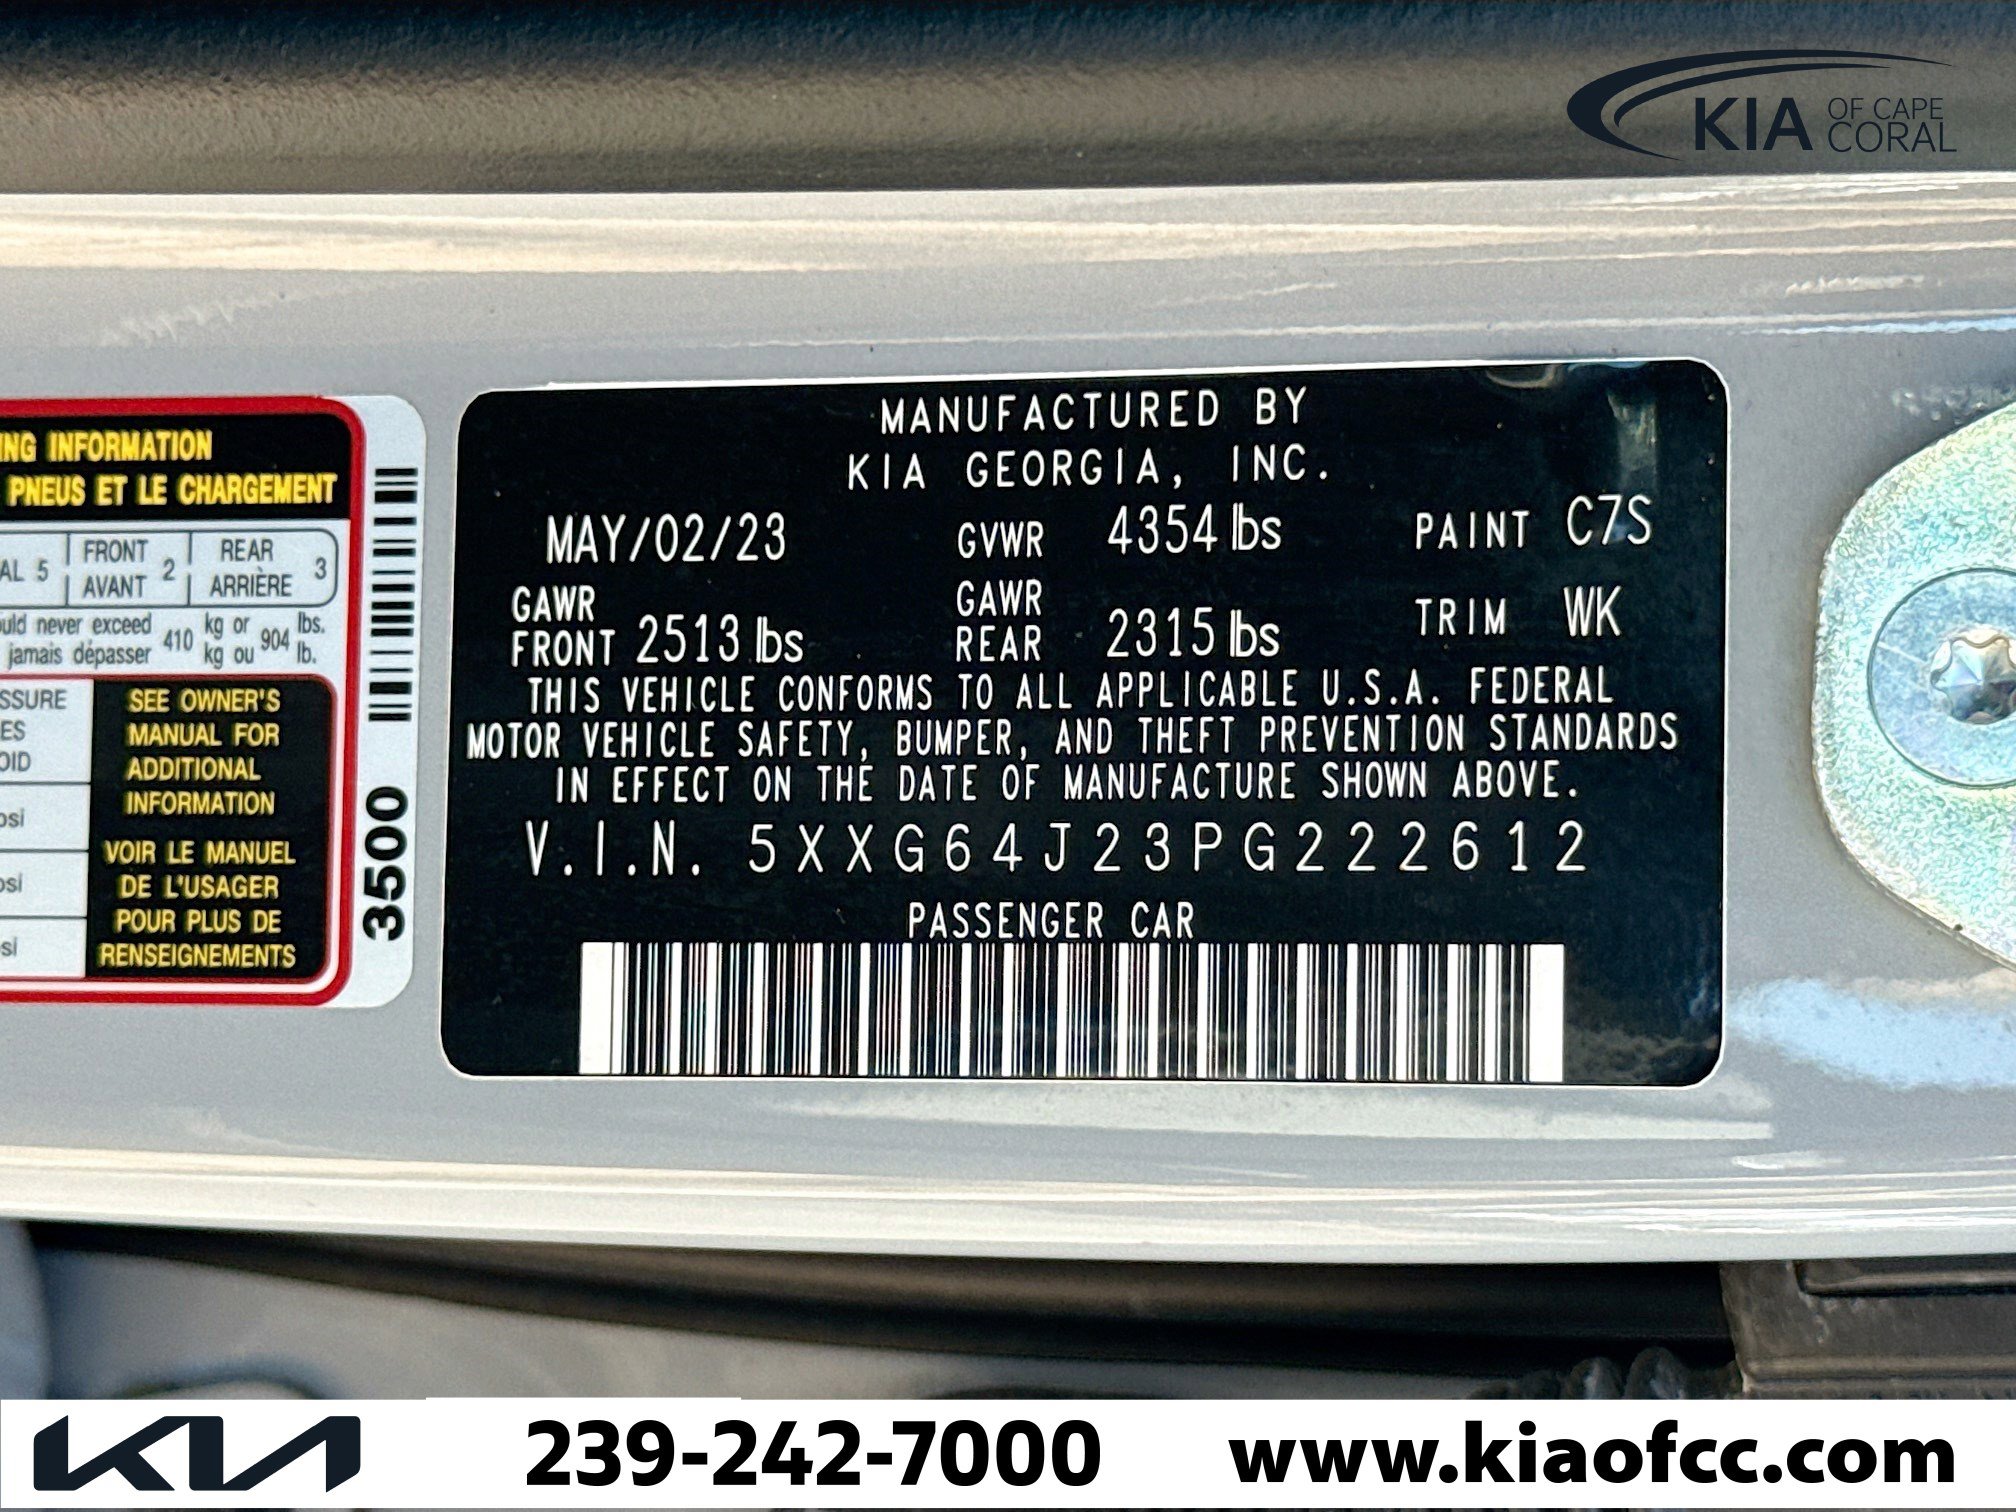 KIA OF CAPE CORAL
MANUFACTURED BY
KIA GEORGIA, INC.
MAY/02/23 GVWR 4354 lbs PAINT C7S
GAWR FRONT 2513 lbs GAWR REAR 2315 lbs TRIM WK
THIS VEHICLE CONFORMS TO ALL APPLICABLE U.S.A. FEDERAL
MOTOR VEHICLE SAFETY, BUMPER, AND THEFT PREVENTION STANDARDS
IN EFFECT ON THE DATE OF MANUFACTURE SHOWN ABOVE.
V.I.N. 5XXG64J23PG222612
PASSENGER CAR
INFORMATION
PNEUS ET LE CHARGEMENT
5 FRONT 2 REAR 3
AVANT ARRIÈRE
never exceed 410 kg or 904 lbs.
jamais dépasser kg ou lb.
SEE OWNER'S
MANUAL FOR
ADDITIONAL
INFORMATION
VOIR LE MANUEL
DE L'USAGER
POUR PLUS DE
RENSEIGNEMENTS
3500
KIA 239-242-7000 www.kiaofcc.com